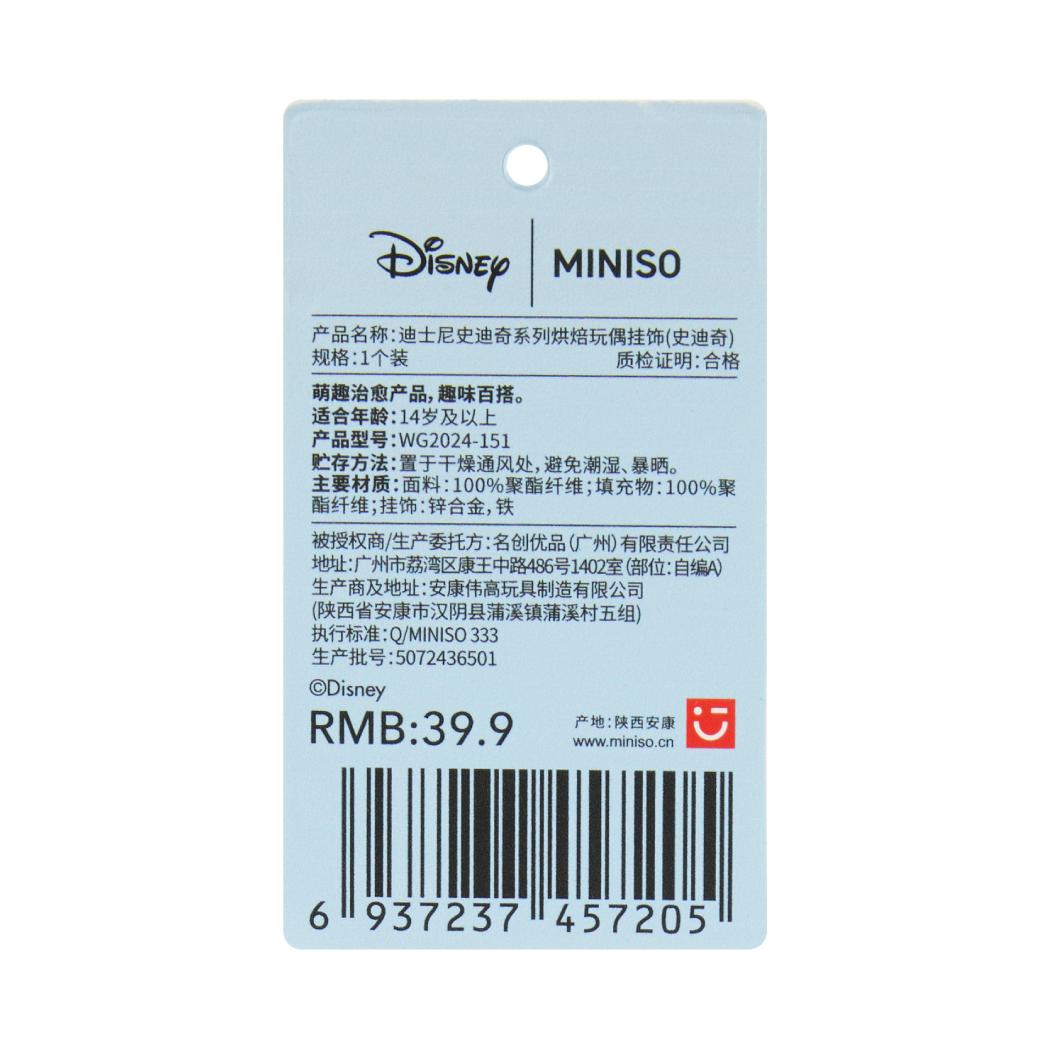 Disney | MINISO
产品名称:迪士尼史迪奇系列烘焙玩偶挂饰(史迪奇)
规格:1个装 质检证明:合格
萌趣治愈产品,趣味百搭。
适合年龄:14岁及以上
产品型号:WG2024-151
贮存方法:置于干燥通风处,避免潮湿、暴晒。
主要材质:面料:100%聚酯纤维;填充物:100%聚
酯纤维;挂饰:锌合金,铁
被授权商/生产委托方:名创优品(广州)有限责任公司
地址:广州市荔湾区康王中路486号1402室(部位:自编A)
生产商及地址:安康伟高玩具制造有限公司
(陕西省安康市汉阴县蒲溪镇蒲溪村五组)
执行标准:Q/MINISO 333
生产批号:5072436501
©Disney
RMB:39.9
产地:陕西安康
www.miniso.cn
6 937237 457205